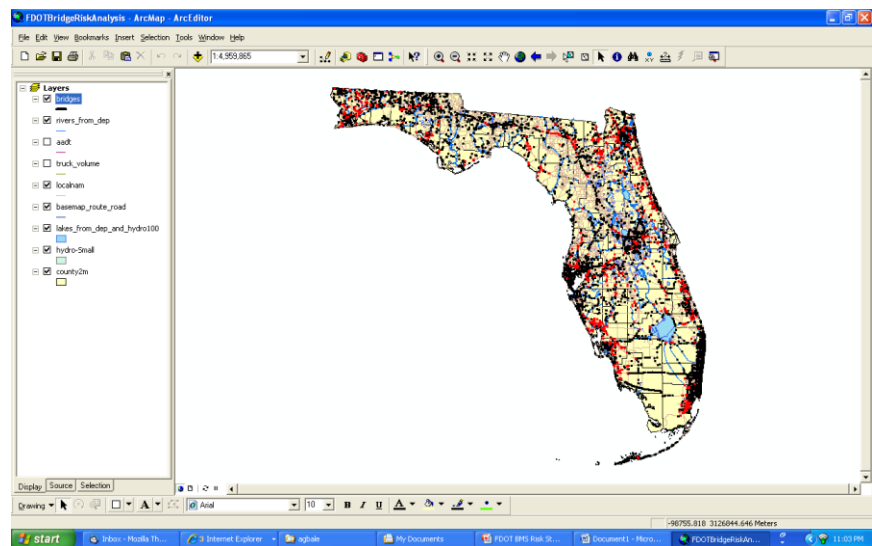 FDOTBridgeRiskAnalysis - ArcMap - ArcEditor
File Edit View Bookmarks Insert Selection Tools Window Help
1:4,959,865
Layers
bridges
rivers_from_dep
aadt
truck_volume
localnam
basemap_route_road
lakes_from_dep_and_hydro100
hydro-Small
county2m
Display Source Selection
Drawing A Arial 10 B I U A
-98755.818 3126844.646 Meters
start Inbox - Mozilla Th... 3 Internet Explorer agbale My Documents FDOT BMS Risk St... Document1 - Micro... FDOTBridgeRiskAn... 11:03 PM